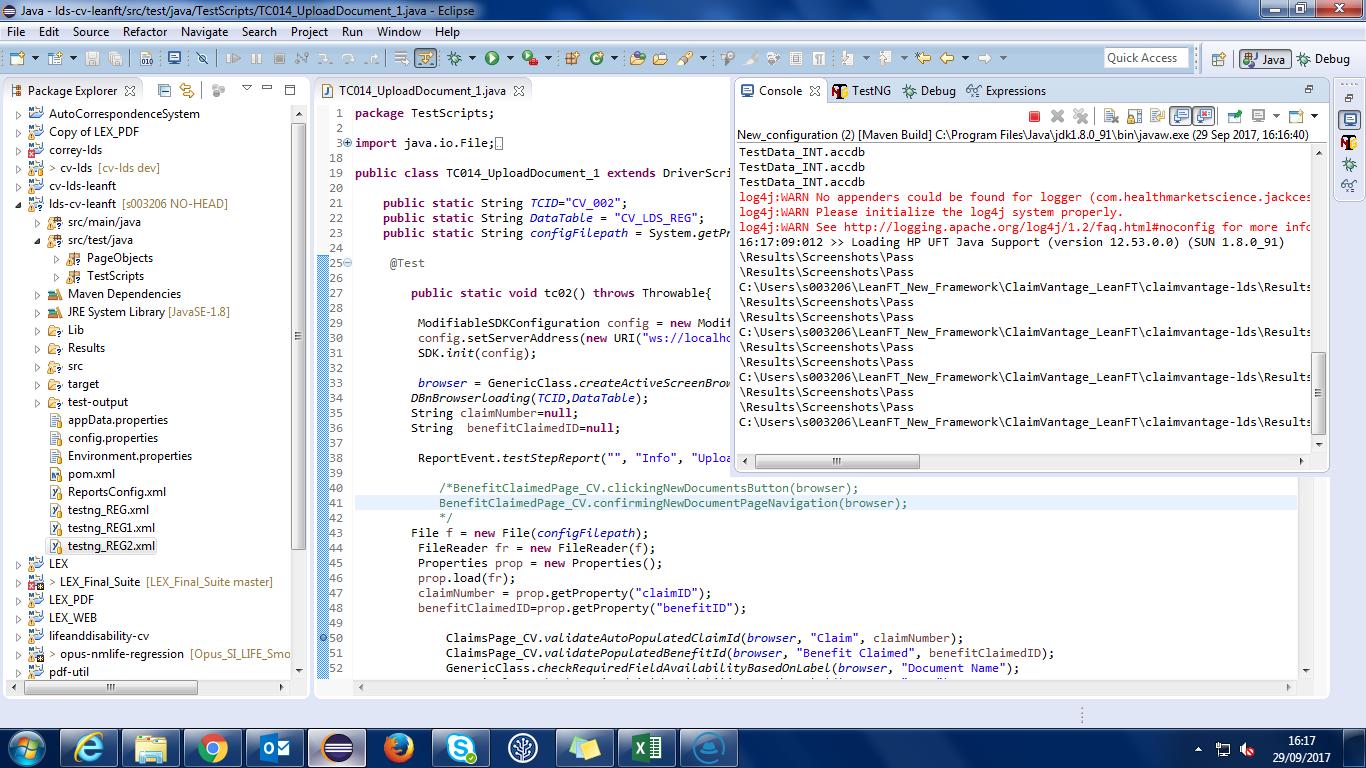 Java - lds-cv-leanft/src/test/java/TestScripts/TC014_UploadDocument_1.java - Eclipse
File Edit Source Refactor Navigate Search Project Run Window Help
Quick Access
Java
Debug
Package Explorer
AutoCorrespondenceSystem
Copy of LEX_PDF
correy-lds
> cv-lds [cv-lds dev]
cv-lds-leanft
lds-cv-leanft [s003206 NO-HEAD]
src/main/java
src/test/java
PageObjects
TestScripts
Maven Dependencies
JRE System Library [JavaSE-1.8]
Lib
Results
src
target
test-output
appData.properties
config.properties
Environment.properties
pom.xml
ReportsConfig.xml
testng_REG.xml
testng_REG1.xml
testng_REG2.xml
LEX
> LEX_Final_Suite [LEX_Final_Suite master]
LEX_PDF
LEX_WEB
lifeanddisability-cv
> opus-nmlife-regression [Opus_SI_LIFE_Smo
pdf-util
TC014_UploadDocument_1.java
1 package TestScripts;
2
3 import java.io.File;
18
19 public class TC014_UploadDocument_1 extends DriverScri
20
21 public static String TCID="CV_002";
22 public static String DataTable = "CV_LDS_REG";
23 public static String configFilepath = System.getPr
24
25 @Test
26
27 public static void tc02() throws Throwable{
28
29 ModifiableSDKConfiguration config = new Modif
30 config.setServerAddress(new URI("ws://localho
31 SDK.init(config);
32
33 browser = GenericClass.createActiveScreenBrow
34 DBnBrowserloading(TCID,DataTable);
35 String claimNumber=null;
36 String benefitClaimedID=null;
37
38 ReportEvent.testStepReport("", "Info", "Uploa
39
40 /*BenefitClaimedPage_CV.clickingNewDocumentsButton(browser);
41 BenefitClaimedPage_CV.confirmingNewDocumentPageNavigation(browser);
42 */
43 File f = new File(configFilepath);
44 FileReader fr = new FileReader(f);
45 Properties prop = new Properties();
46 prop.load(fr);
47 claimNumber = prop.getProperty("claimID");
48 benefitClaimedID=prop.getProperty("benefitID");
49
50 ClaimsPage_CV.validateAutoPopulatedClaimId(browser, "Claim", claimNumber);
51 ClaimsPage_CV.validatePopulatedBenefitId(browser, "Benefit Claimed", benefitClaimedID);
52 GenericClass.checkRequiredFieldAvailabilityBasedOnLabel(browser, "Document Name");
Console TestNG Debug Expressions
New_configuration (2) [Maven Build] C:\Program Files\Java\jdk1.8.0_91\bin\javaw.exe (29 Sep 2017, 16:16:40)
TestData_INT.accdb
TestData_INT.accdb
TestData_INT.accdb
log4j:WARN No appenders could be found for logger (com.healthmarketscience.jackces
log4j:WARN Please initialize the log4j system properly.
log4j:WARN See http://logging.apache.org/log4j/1.2/faq.html#noconfig for more info
16:17:09:012 >> Loading HP UFT Java Support (version 12.53.0.0) (SUN 1.8.0_91)
\Results\Screenshots\Pass
\Results\Screenshots\Pass
C:\Users\s003206\LeanFT_New_Framework\ClaimVantage_LeanFT\claimvantage-lds\Results
\Results\Screenshots\Pass
\Results\Screenshots\Pass
C:\Users\s003206\LeanFT_New_Framework\ClaimVantage_LeanFT\claimvantage-lds\Results
\Results\Screenshots\Pass
\Results\Screenshots\Pass
C:\Users\s003206\LeanFT_New_Framework\ClaimVantage_LeanFT\claimvantage-lds\Results
\Results\Screenshots\Pass
\Results\Screenshots\Pass
C:\Users\s003206\LeanFT_New_Framework\ClaimVantage_LeanFT\claimvantage-lds\Results
16:17
29/09/2017